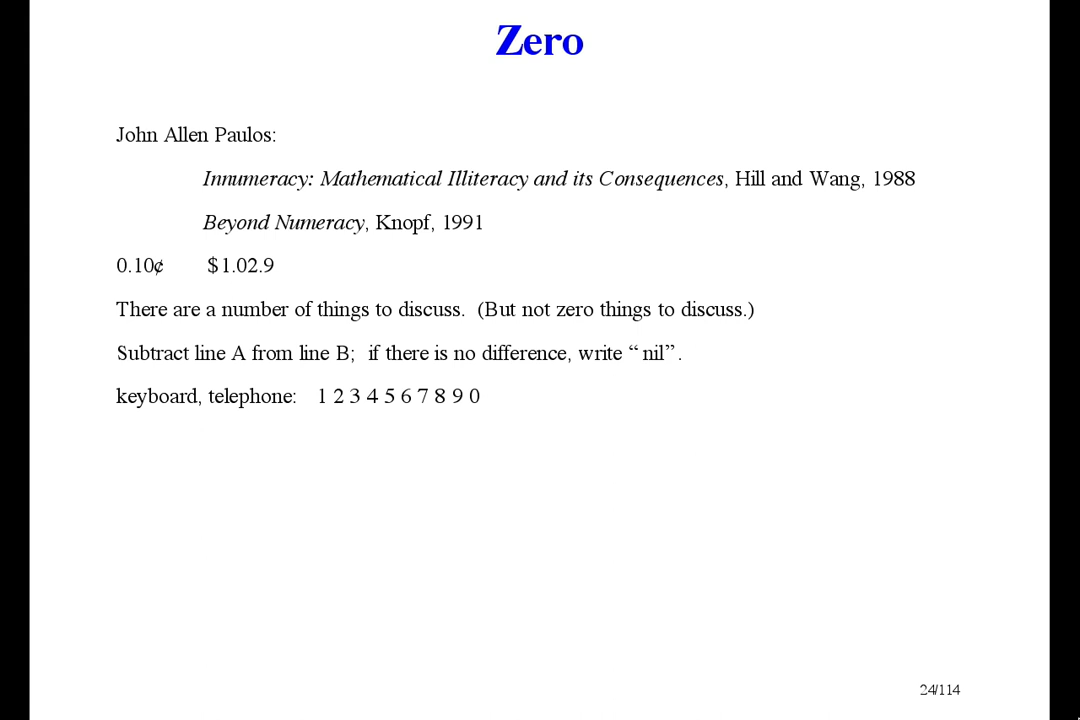 Zero
John Allen Paulos:
Innumeracy: Mathematical Illiteracy and its Consequences, Hill and Wang, 1988
Beyond Numeracy, Knopf, 1991
0.10¢ $1.02.9
There are a number of things to discuss. (But not zero things to discuss.)
Subtract line A from line B; if there is no difference, write “nil”.
keyboard, telephone: 1 2 3 4 5 6 7 8 9 0
24/114